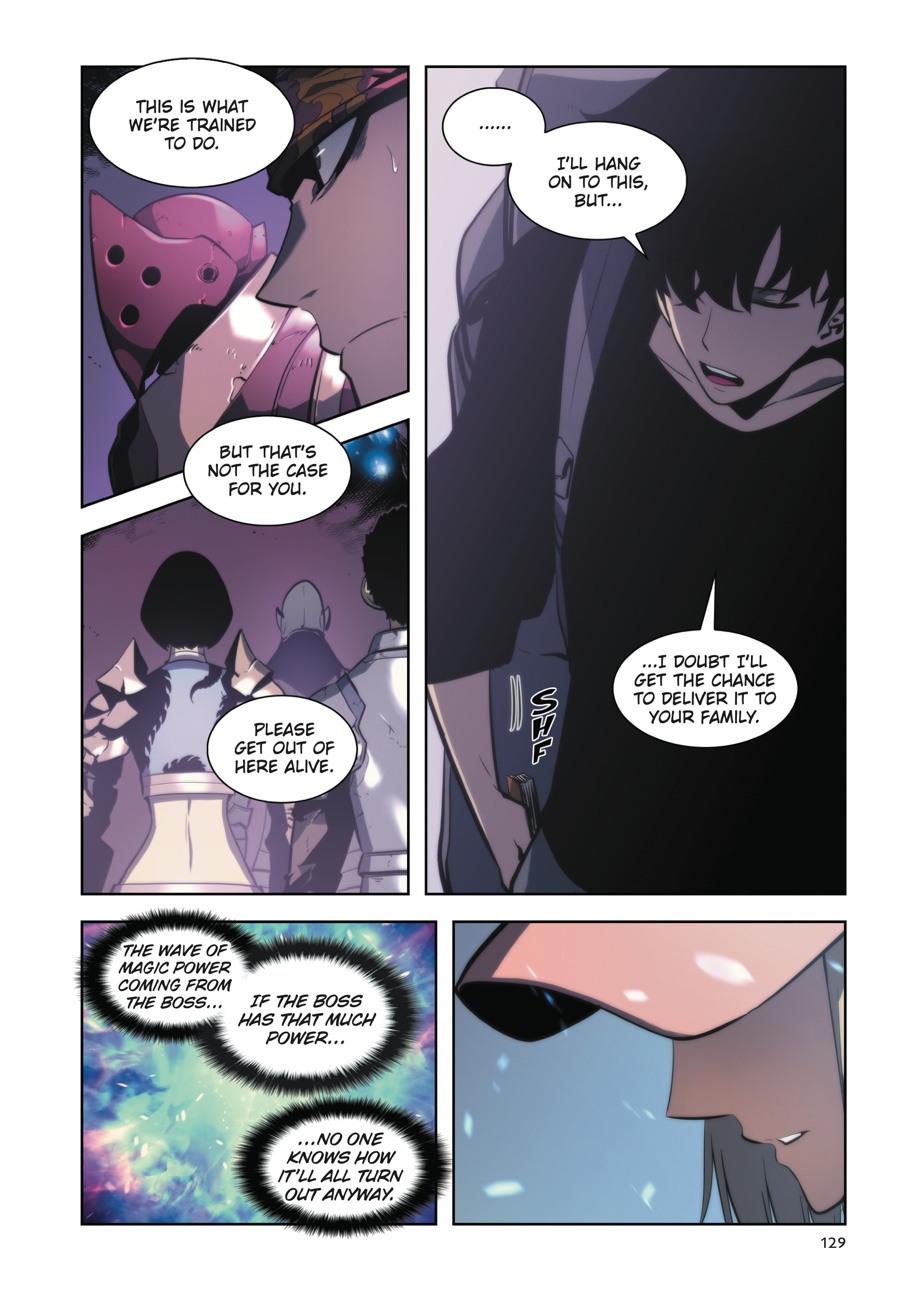 THIS IS WHAT
WE'RE TRAINED
TO DO.
BUT THAT'S
NOT THE CASE
FOR YOU.
PLEASE
GET OUT OF
HERE ALIVE.
......
I'LL HANG
ON TO THIS,
BUT...
...I DOUBT I'LL
GET THE CHANCE
TO DELIVER IT TO
YOUR FAMILY.
SHF
THE WAVE OF
MAGIC POWER
COMING FROM
THE BOSS...
IF THE BOSS
HAS THAT MUCH
POWER...
...NO ONE
KNOWS HOW
IT'LL ALL TURN
OUT ANYWAY.
129